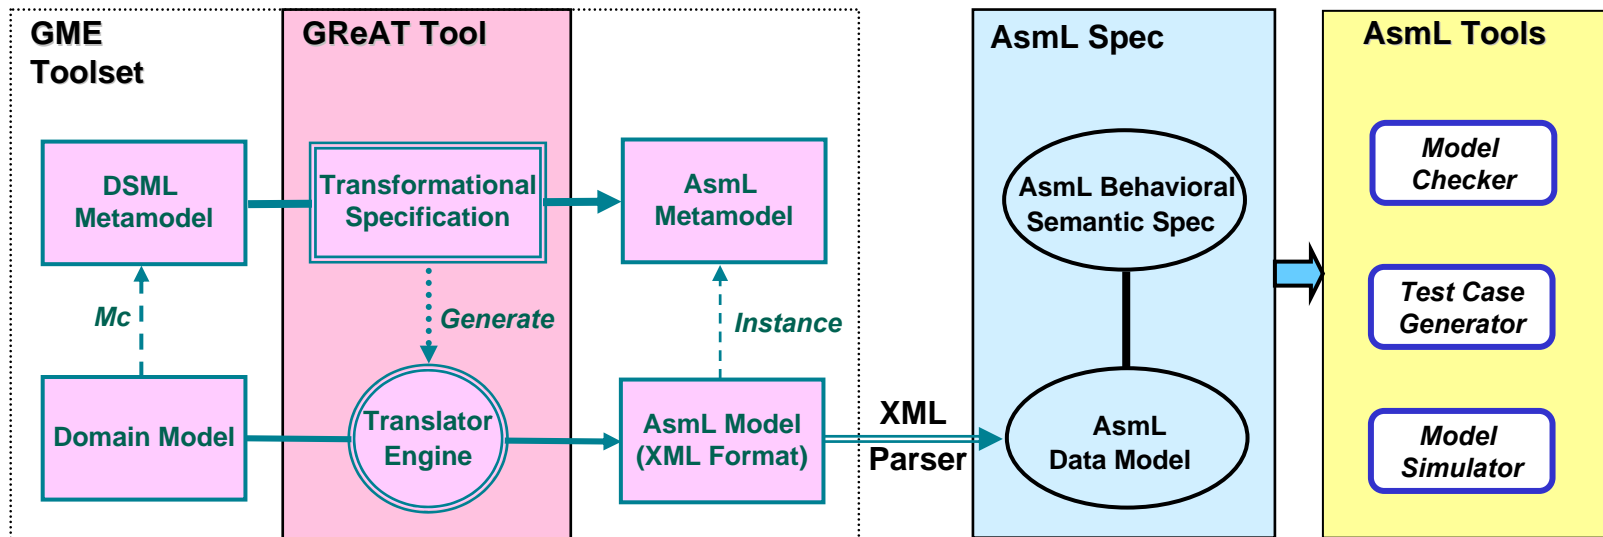 GME
Toolset
GReAT Tool
AsmL Spec
AsmL Tools
DSML
Metamodel
Transformational
Specification
AsmL
Metamodel
AsmL Behavioral
Semantic Spec
Model
Checker
Mc
Generate
Instance
Test Case
Generator
Domain Model
Translator
Engine
AsmL Model
(XML Format)
XML
Parser
AsmL
Data Model
Model
Simulator